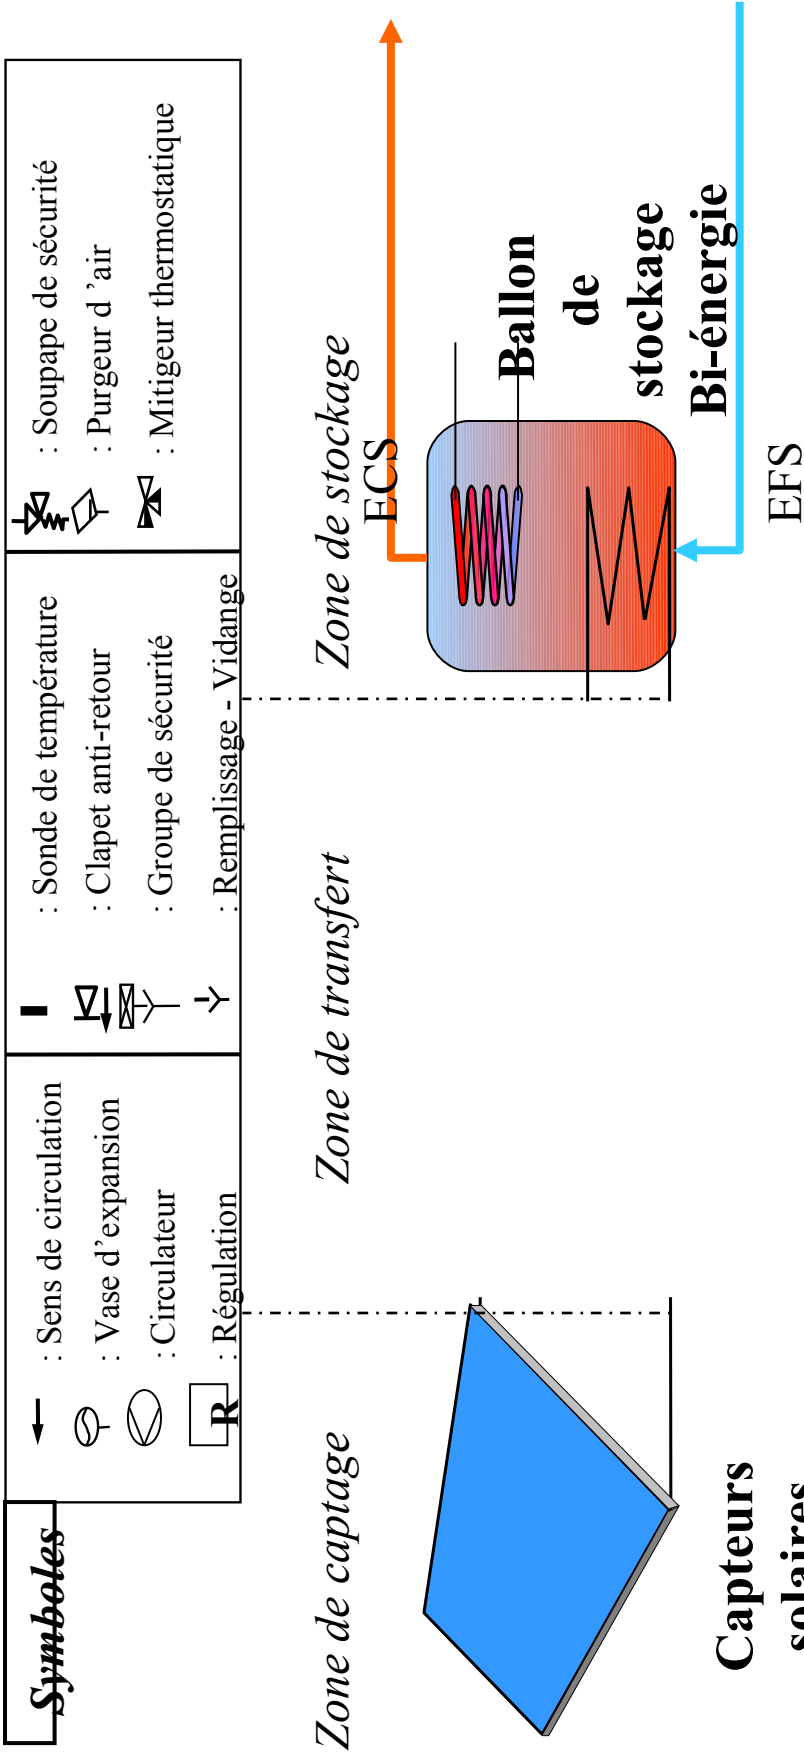 Symboles
: Sens de circulation
: Vase d’expansion
: Circulateur
R : Régulation
: Sonde de température
: Clapet anti-retour
: Groupe de sécurité
: Remplissage - Vidange
: Soupape de sécurité
: Purgeur d ’air
: Mitigeur thermostatique
Zone de captage
Zone de transfert
Zone de stockage
ECS
Ballon
de
stockage
Bi-énergie
EFS
Capteurs
solaires